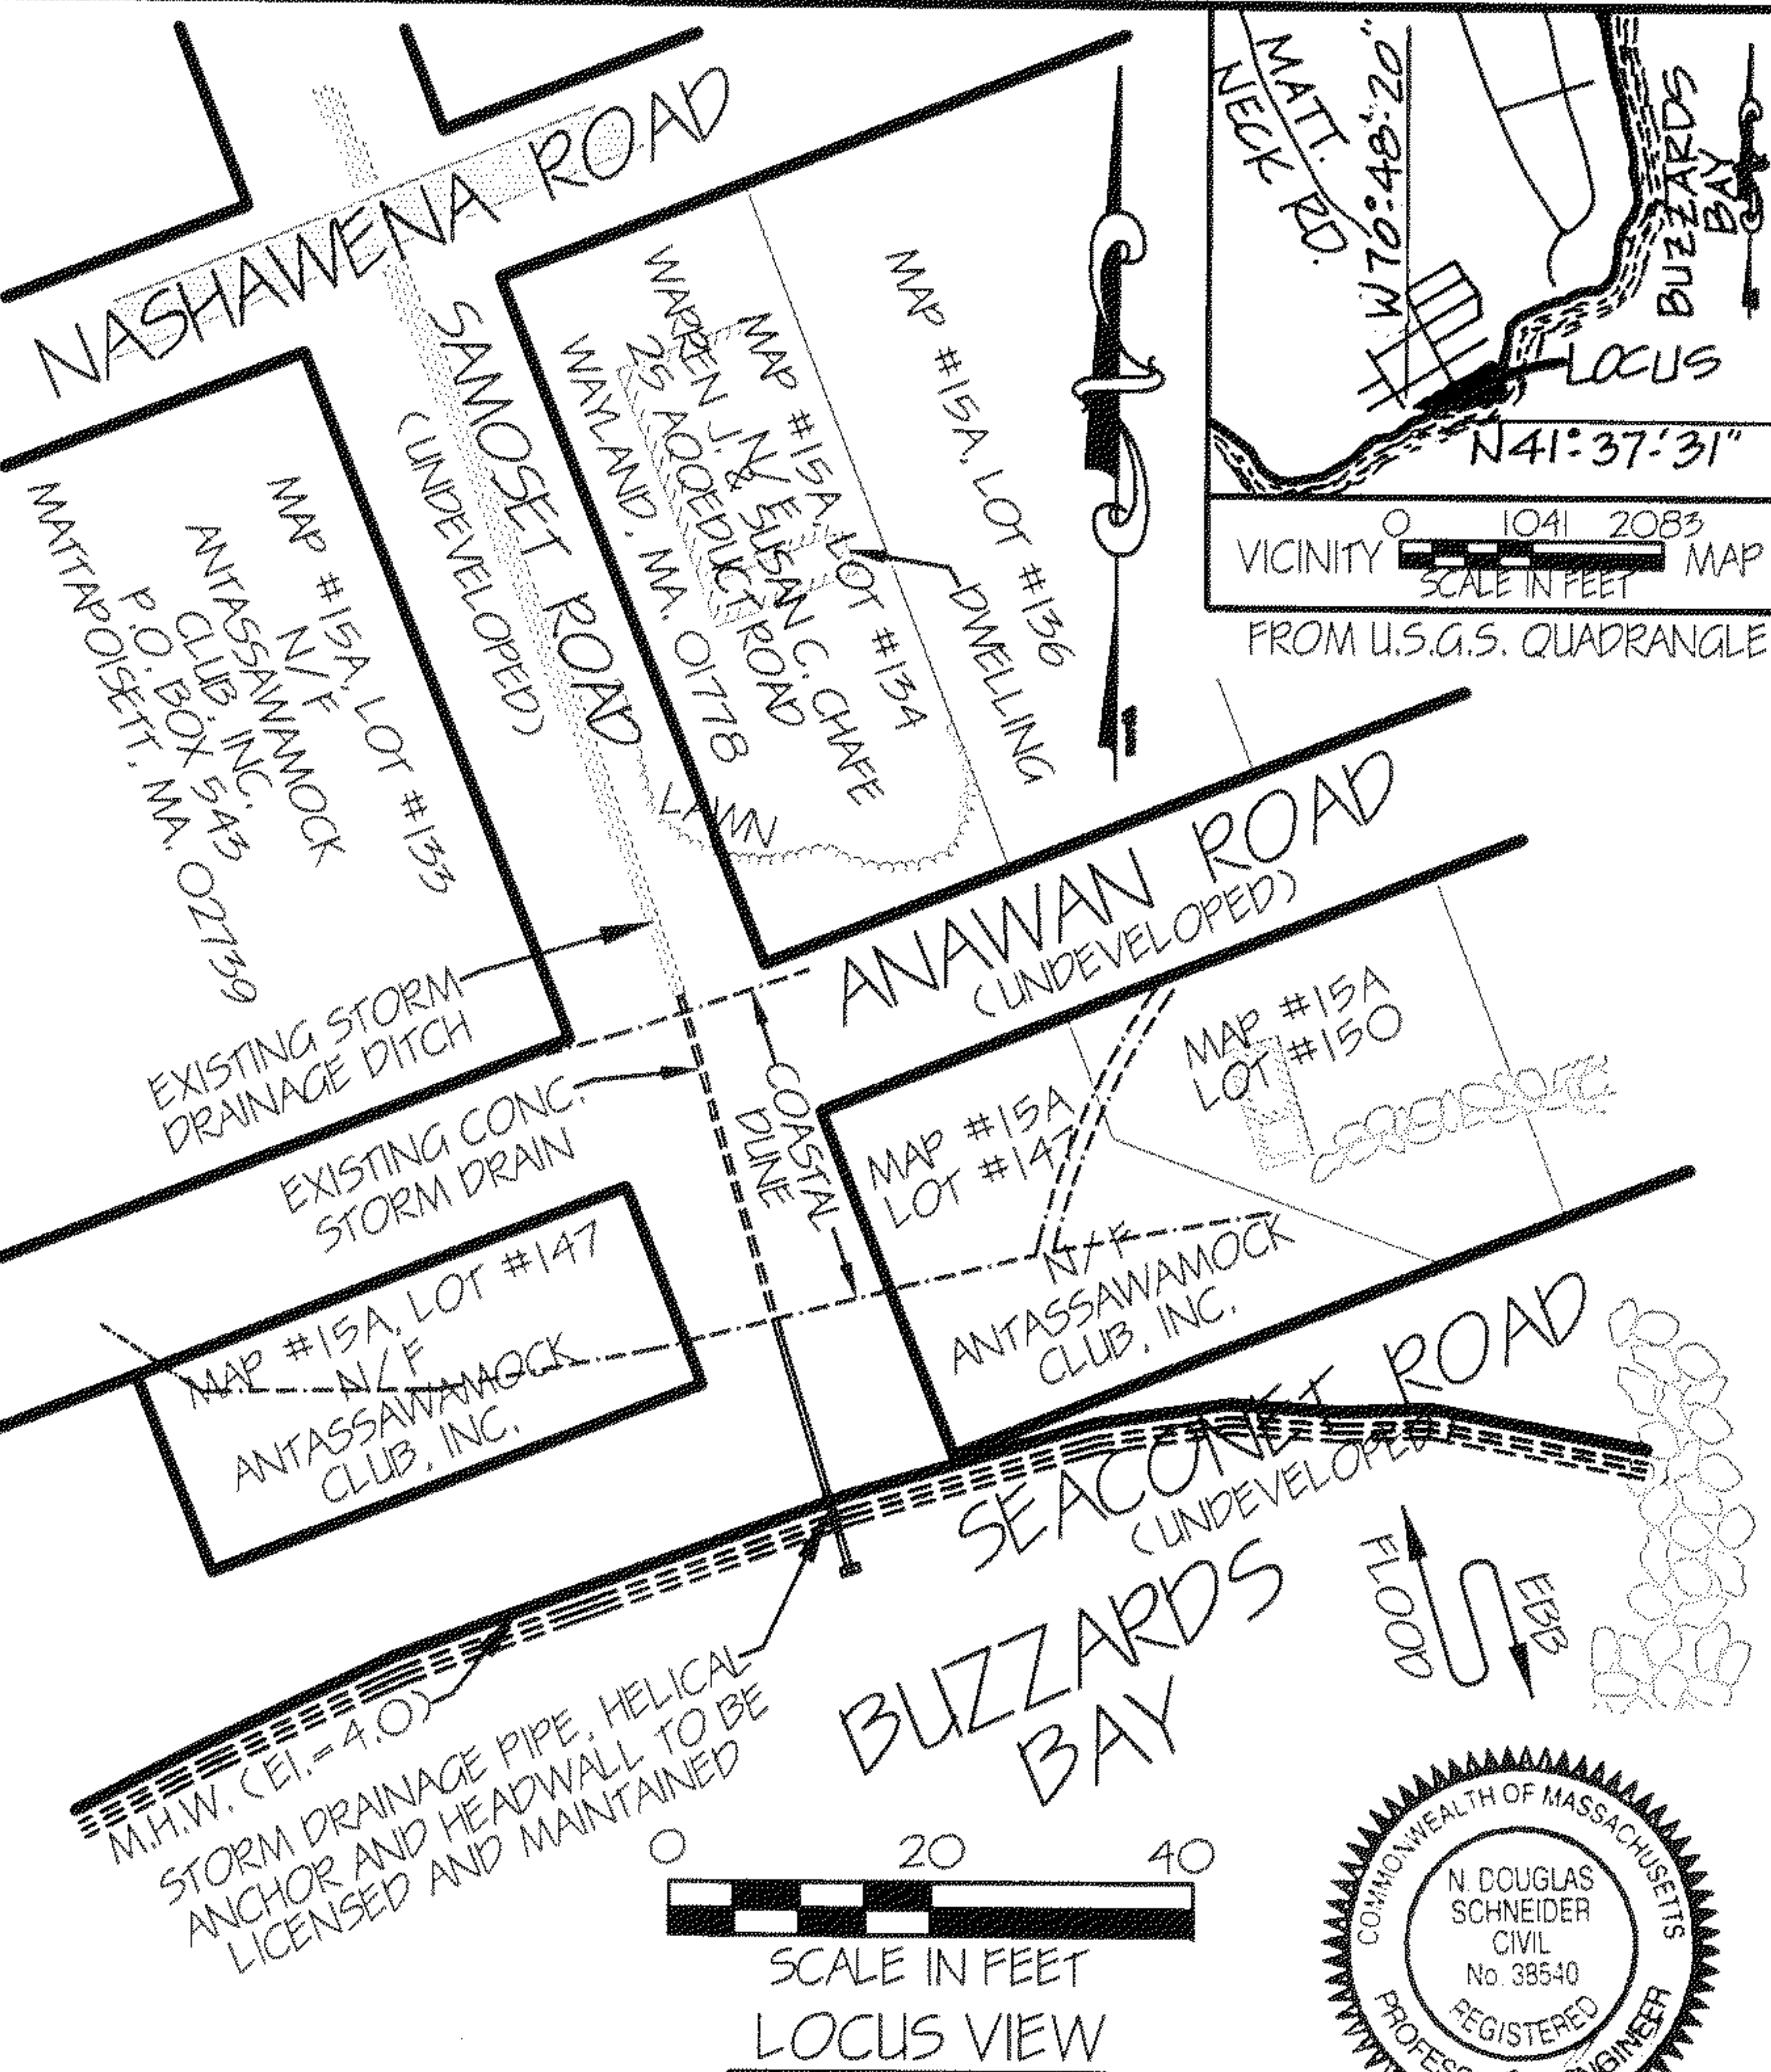 NASHAWENA ROAD
SAMOSET ROAD
(UNDEVELOPED)
MAP #15A, LOT #134
N/F
WARREN J. & SUSAN C. CHAFE
25 AQQEDUCT ROAD
WAYLAND, MA. 01778
MAP #15A, LOT #136
DWELLING
LAWN
MAP #15A, LOT #133
N/F
ANTASSAWAMOCK
CLUB, INC.
P.O. BOX 543
MATTAPOISETT, MA. 02739
MATT.
NECK RD.
W 70°-48'-20"
BUZZARDS
BAY
LOCUS
N41°-37'-31"
0 1041 2083
VICINITY MAP
SCALE IN FEET
FROM U.S.G.S. QUADRANGLE
ANAWAN ROAD
(UNDEVELOPED)
EXISTING STORM
DRAINAGE DITCH
EXISTING CONC.
STORM DRAIN
COASTAL
DUNE
MAP #15A
LOT #147
MAP #15A
LOT #150
N/F
ANTASSAWAMOCK
CLUB, INC.
MAP #15A, LOT #147
N/F
ANTASSAWAMOCK
CLUB, INC.
SEACONET ROAD
(UNDEVELOPED)
BUZZARDS
BAY
FLOOD
EBB
M.H.W. (El.=4.0)
STORM DRAINAGE PIPE, HELICAL
ANCHOR AND HEADWALL TO BE
LICENSED AND MAINTAINED
0 20 40
SCALE IN FEET
LOCUS VIEW
COMMONWEALTH OF MASSACHUSETTS
N. DOUGLAS
SCHNEIDER
CIVIL
No. 38540
REGISTERED